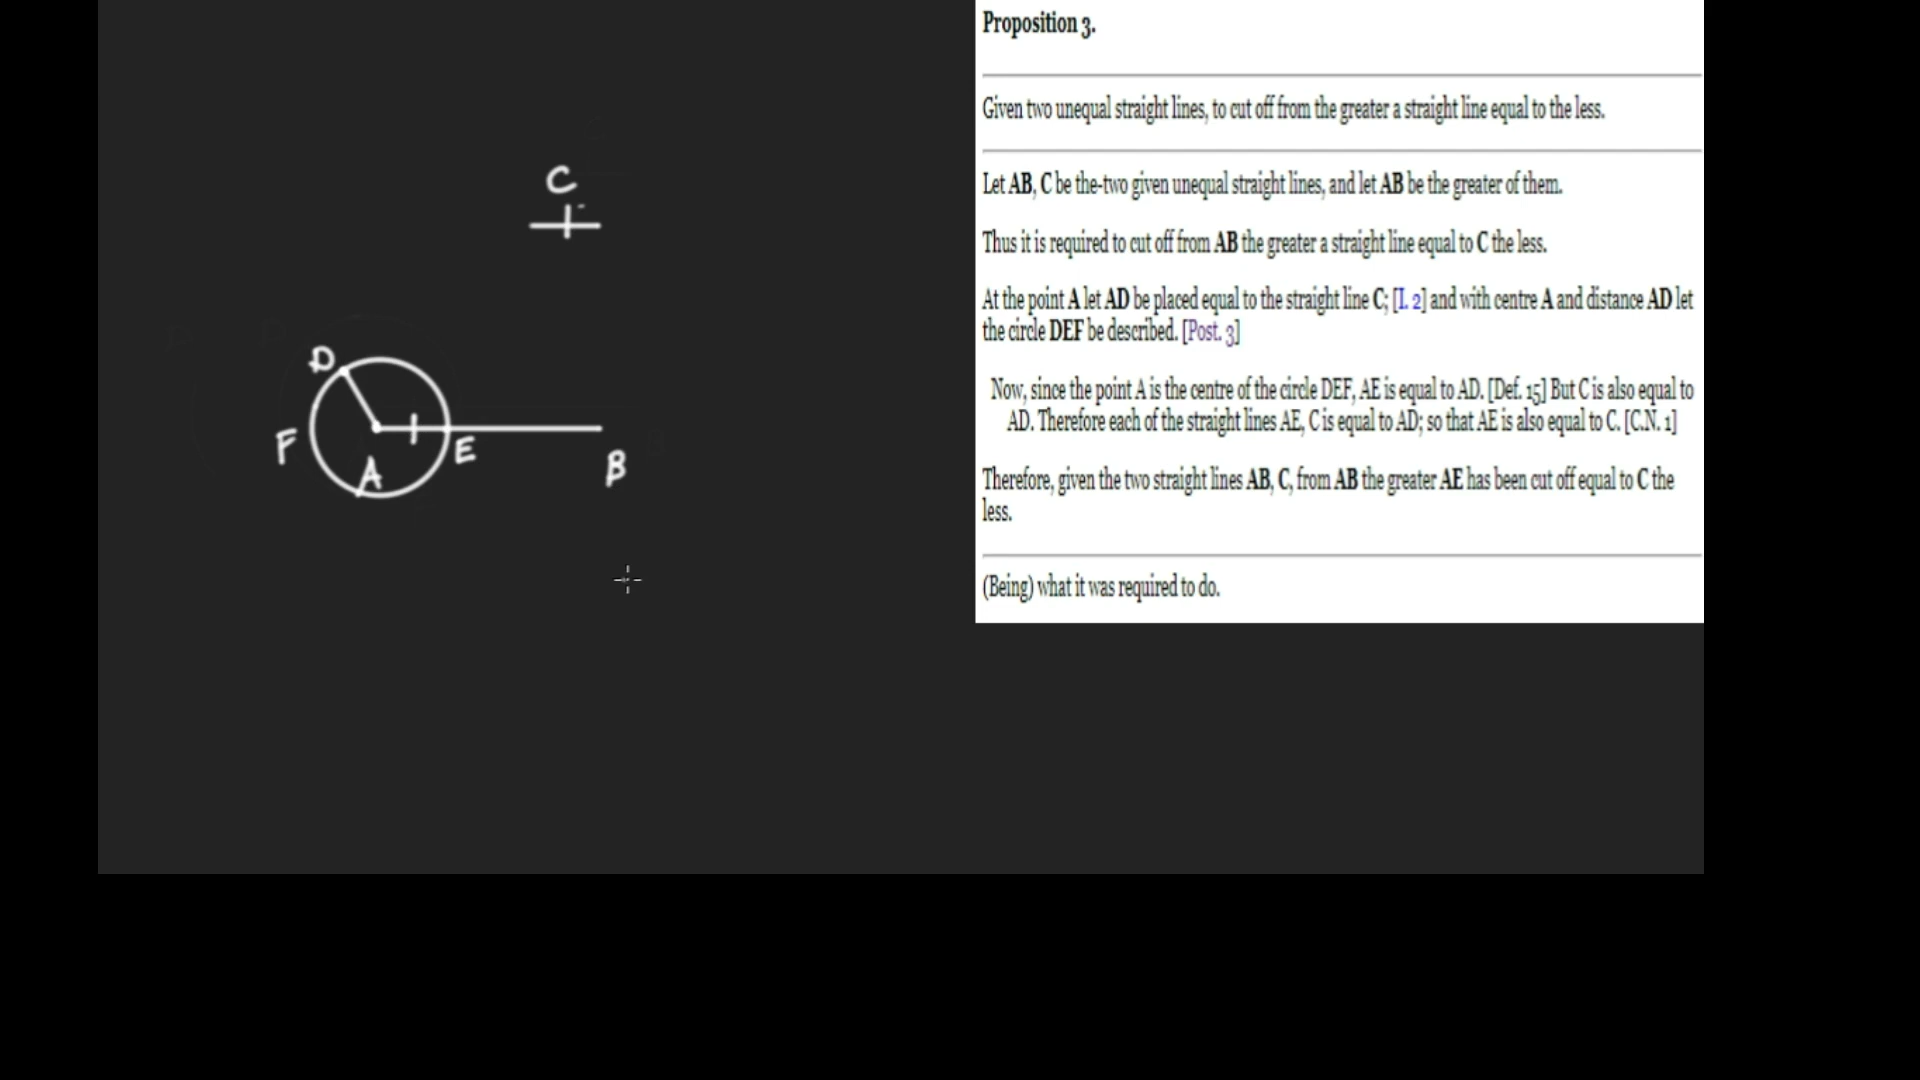 Proposition 3.
Given two unequal straight lines, to cut off from the greater a straight line equal to the less.
Let AB, C be the-two given unequal straight lines, and let AB be the greater of them.
Thus it is required to cut off from AB the greater a straight line equal to C the less.
At the point A let AD be placed equal to the straight line C; [I. 2] and with centre A and distance AD let
the circle DEF be described. [Post. 3]
Now, since the point A is the centre of the circle DEF, AE is equal to AD. [Def. 15] But C is also equal to
AD. Therefore each of the straight lines AE, C is equal to AD; so that AE is also equal to C. [C.N. 1]
Therefore, given the two straight lines AB, C, from AB the greater AE has been cut off equal to C the
less.
(Being) what it was required to do.
C
D
F
A
E
B